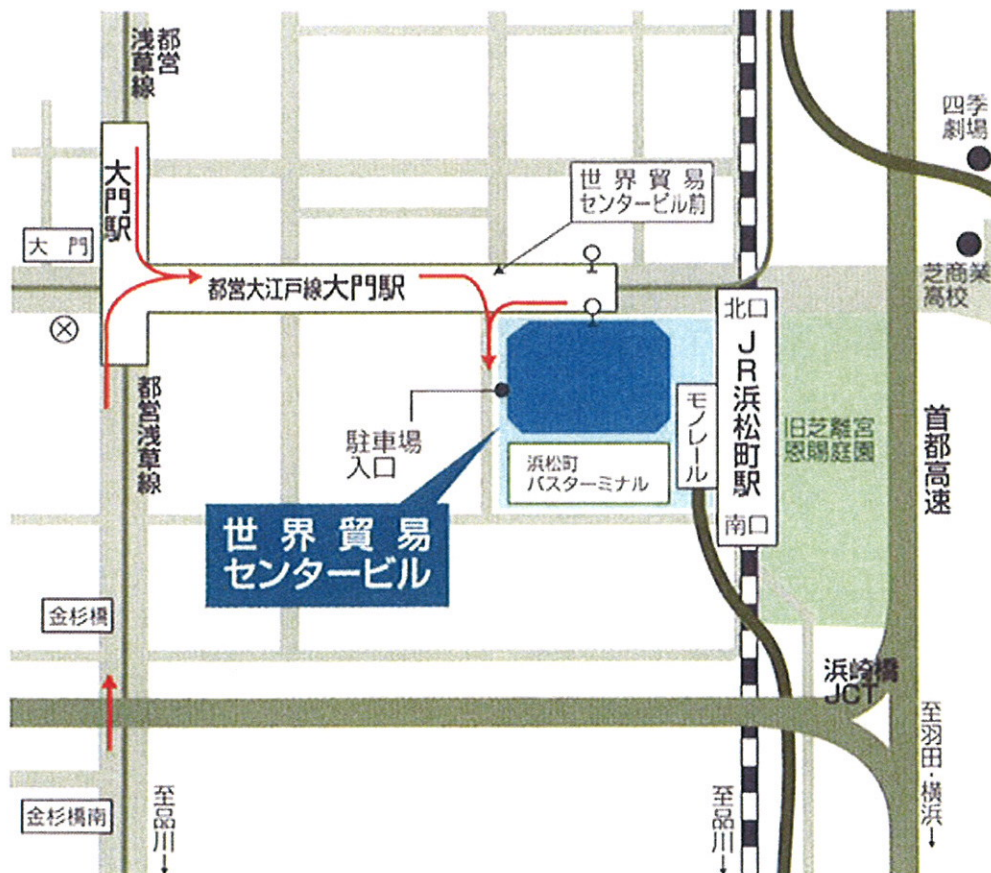 都営
浅草線
四季
劇場
大門駅
世界貿易
センタービル前
大門
芝商業
高校
都営大江戸線大門駅
北口
JR浜松町駅
南口
モノレール
旧芝離宮
恩賜庭園
首都高速
都営浅草線
駐車場
入口
浜松町
バスターミナル
世界貿易
センタービル
金杉橋
浜崎橋
JCT
至羽田・横浜→
金杉橋南
至品川→
至品川→